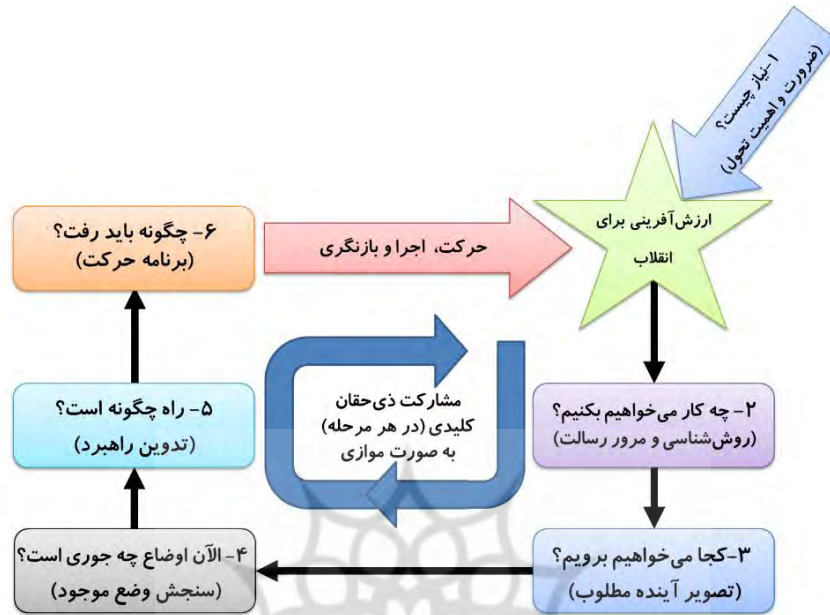 ۱-نیاز چیست؟
(ضرورت و اهمیت تحول)
ارزش‌آفرینی برای
انقلاب
۲- چه کار می‌خواهیم بکنیم؟
(روش‌شناسی و مرور رسالت)
۳-کجا می‌خواهیم برویم؟
(تصویر آینده مطلوب)
۴- الآن اوضاع چه جوری است؟
(سنجش وضع موجود)
۵- راه چگونه است؟
(تدوین راهبرد)
۶- چگونه باید رفت؟
(برنامه حرکت)
حرکت، اجرا و بازنگری
مشارکت ذی‌حقان
کلیدی (در هر مرحله)
به صورت موازی